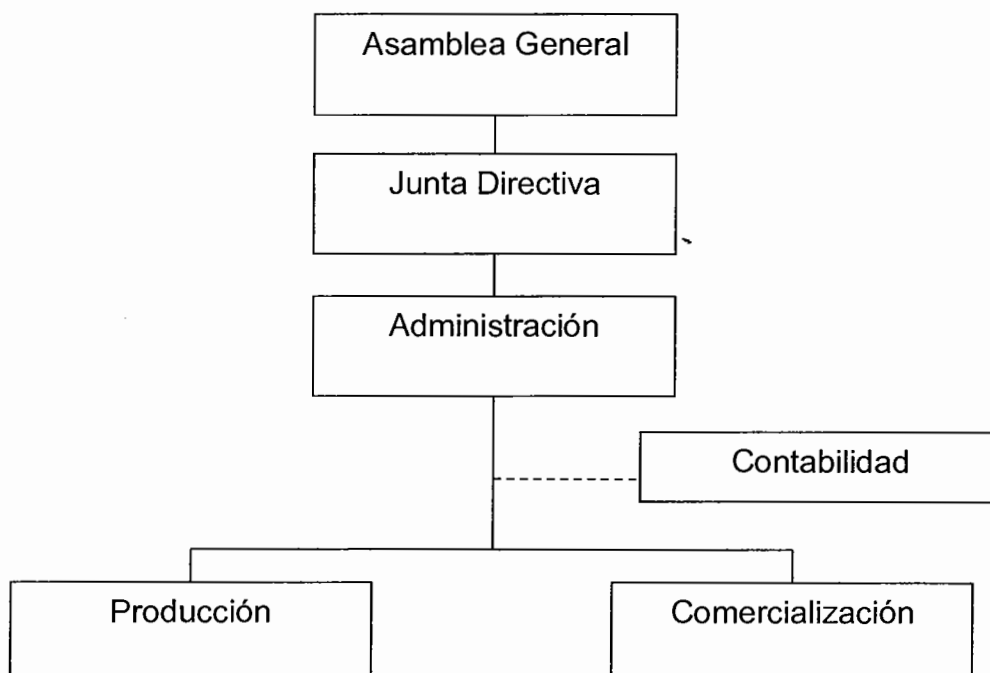 Asamblea General
Junta Directiva
Administración
Contabilidad
Producción
Comercialización